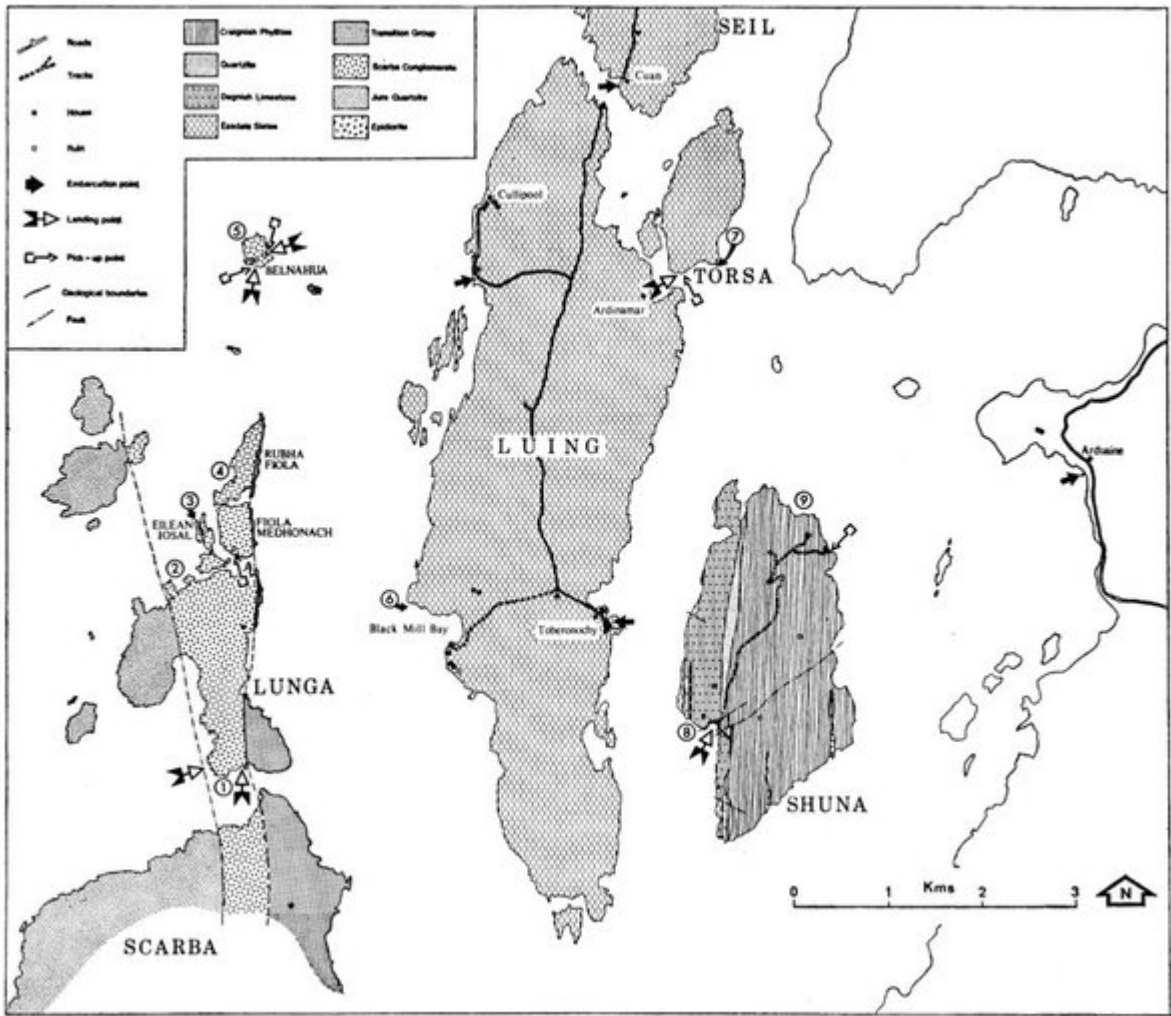 Roads
Tracks
House
Ruin
Embarcation point
Landing point
Pick-up point
Geological boundaries
Fault
Craignish Phyllites
Quartzite
Degnish Limestone
Easdale Slates
Transition Group
Scarba Conglomerate
Jura Quartzite
Epidiorite
SEIL
Cuan
Cullipool
5
BELNAHUA
7
TORSA
Ardinamar
LUING
Arduaine
RUBHA
FIOLA
4
3
EILEAN
IOSAL
FIOLA
MEDHONACH
2
9
6
Black Mill Bay
Toberonochy
LUNGA
8
1
SHUNA
SCARBA
0 1 Kms 2 3
N